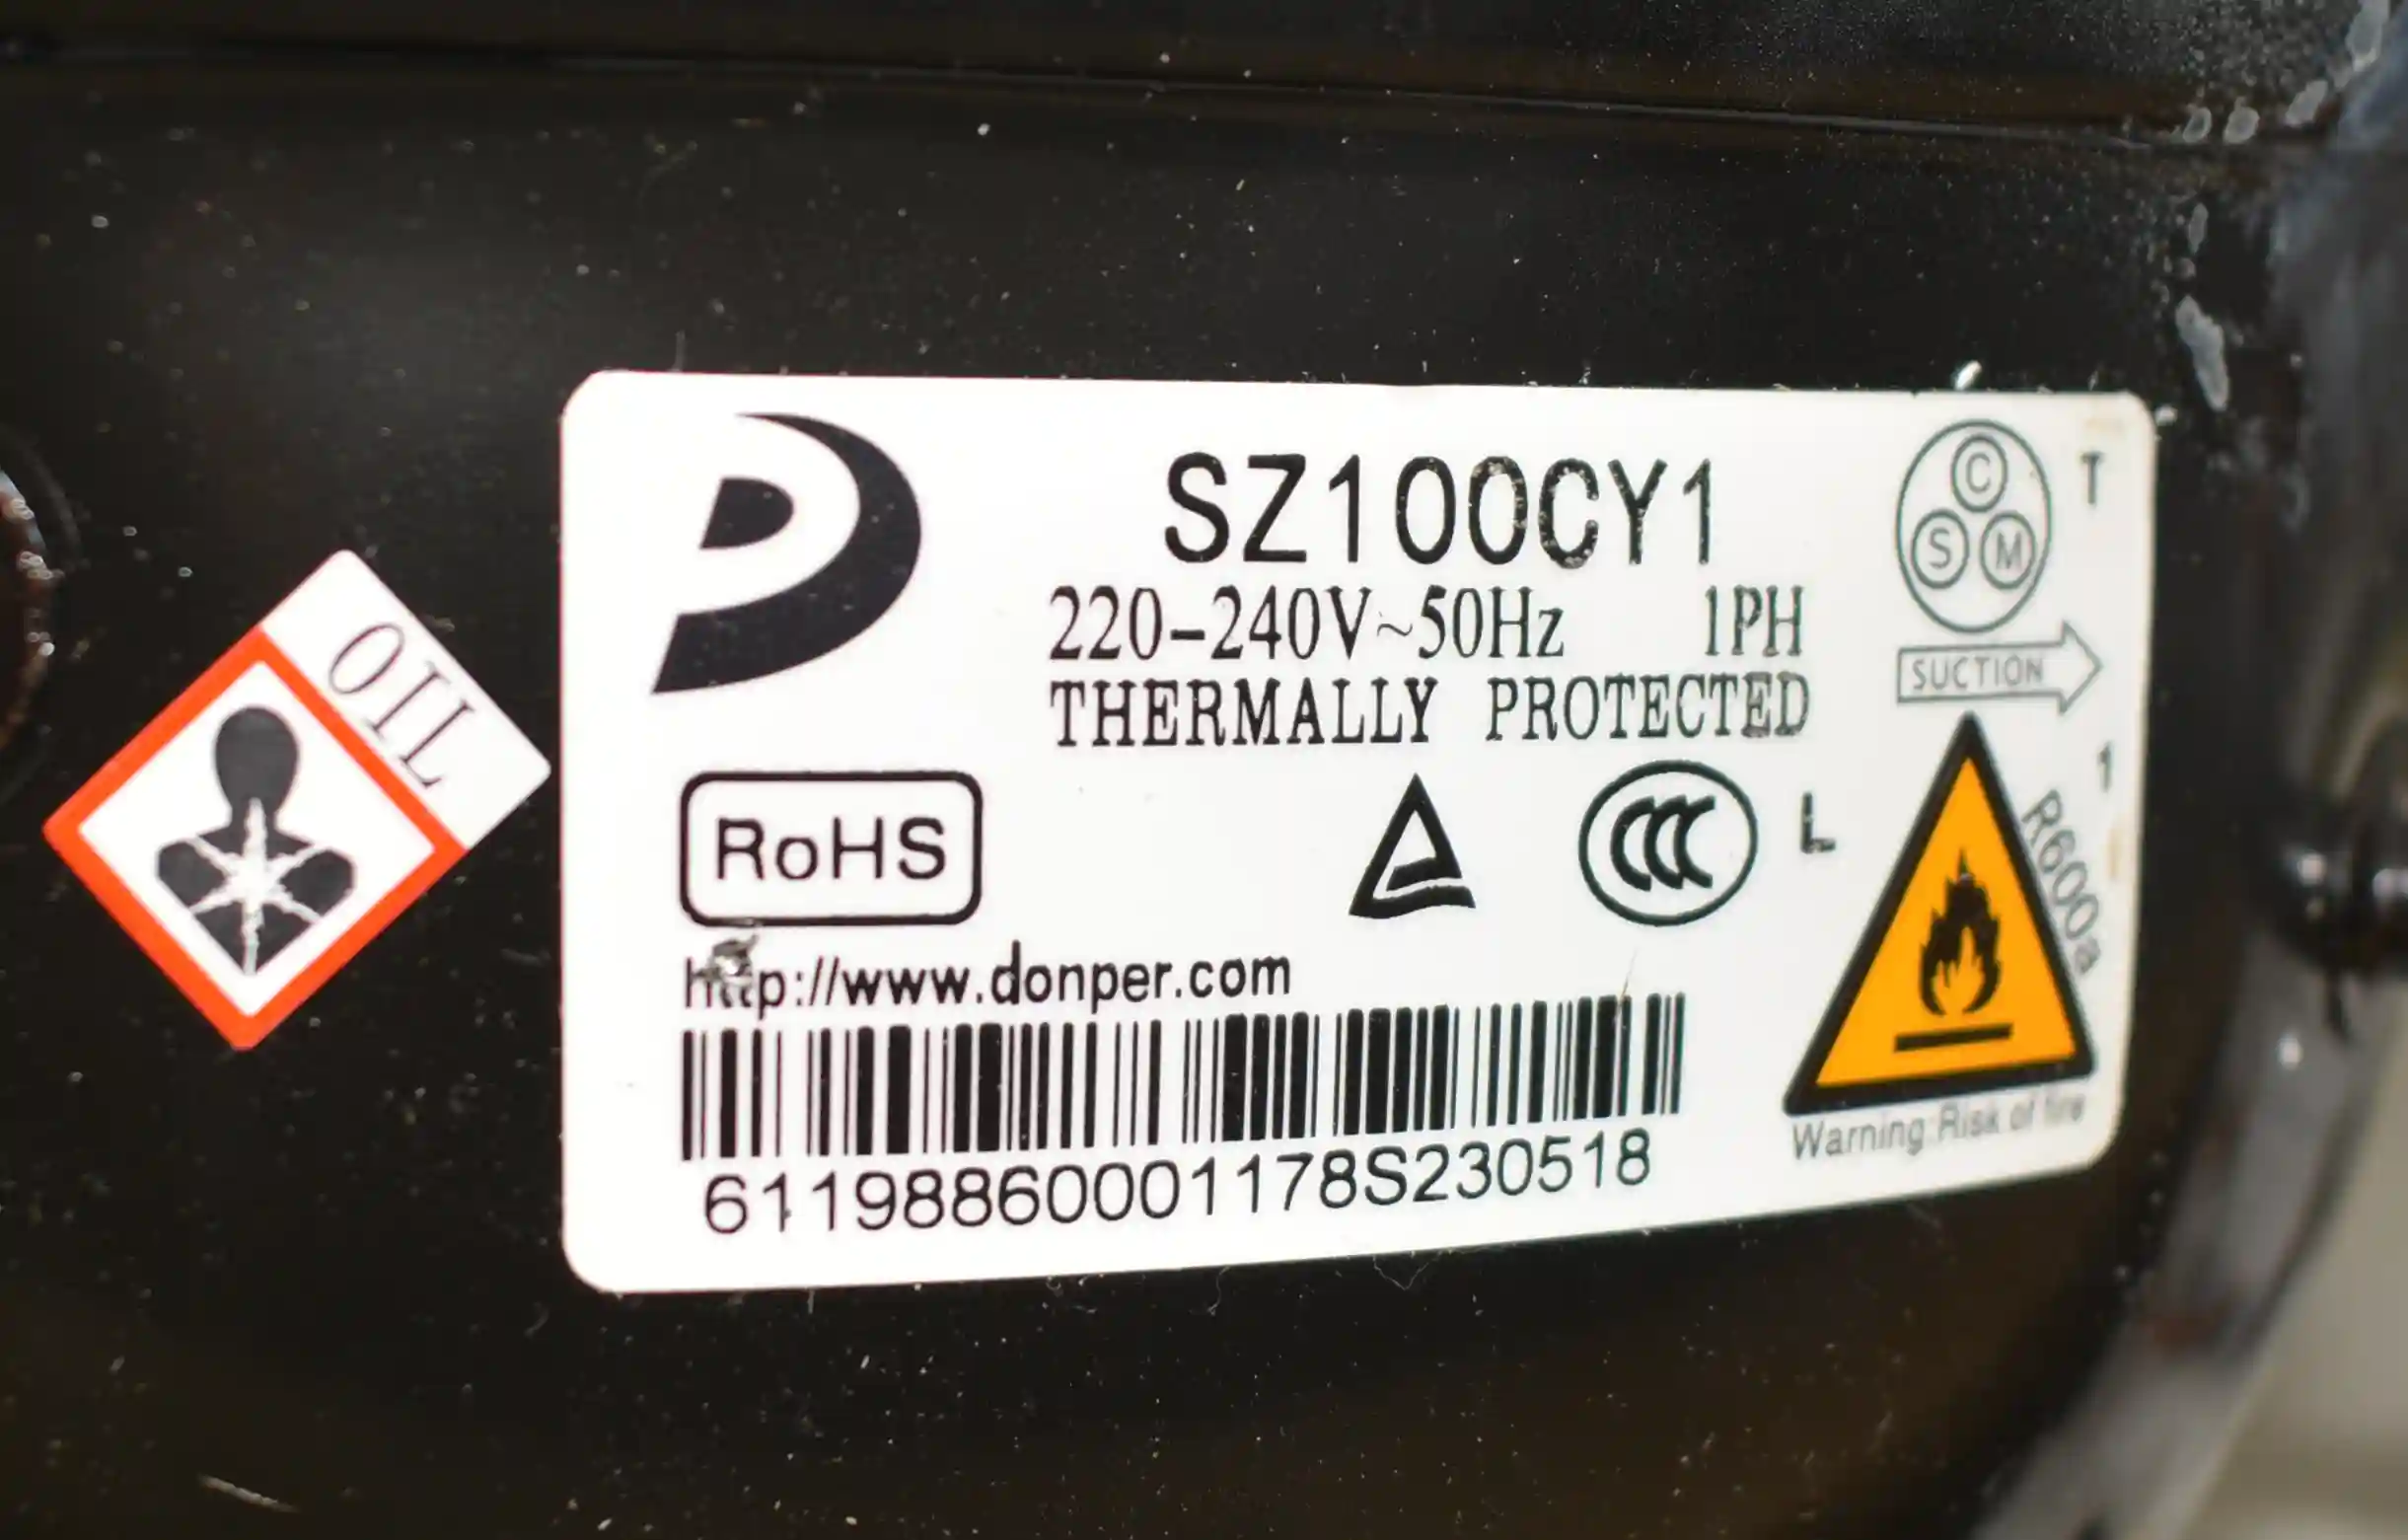 OIL
SZ100CY1
220-240V~50Hz 1PH
THERMALLY PROTECTED
C
S M
T
SUCTION
RoHS
CCC
L
1
R600a
http://www.donper.com
61198860001178S230518
Warning:Risk of fire